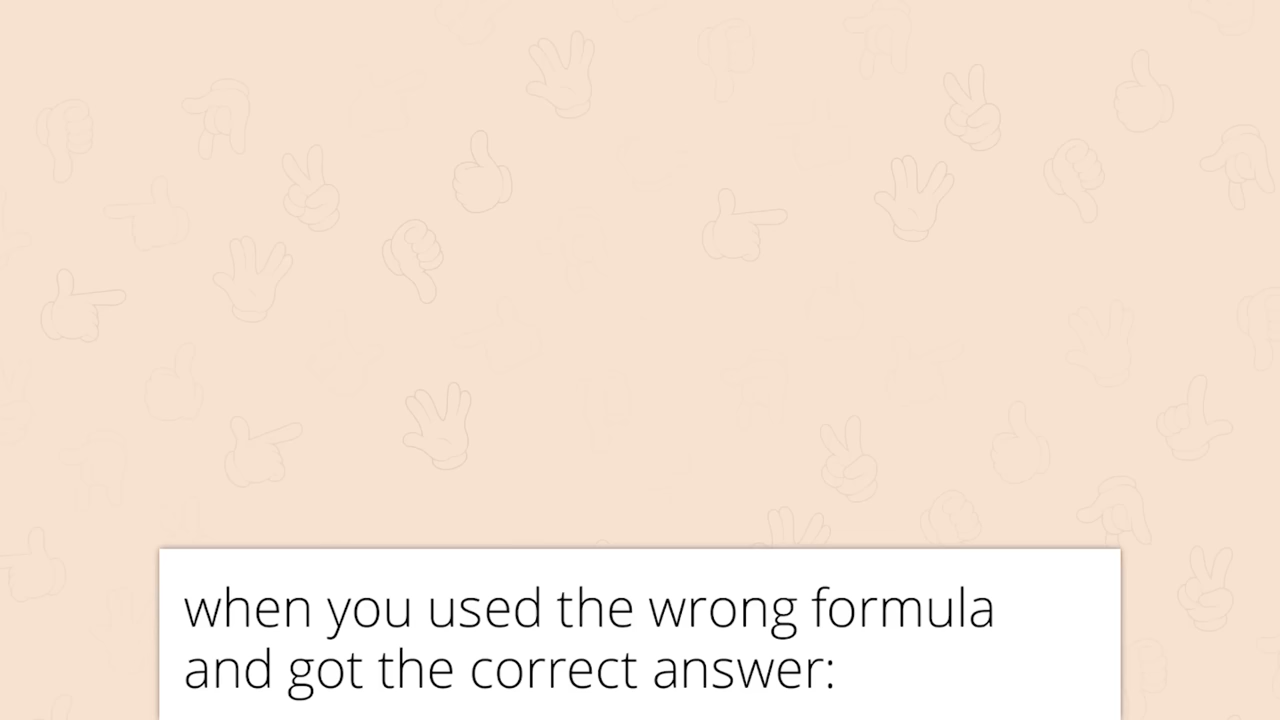 when you used the wrong formula
and got the correct answer: